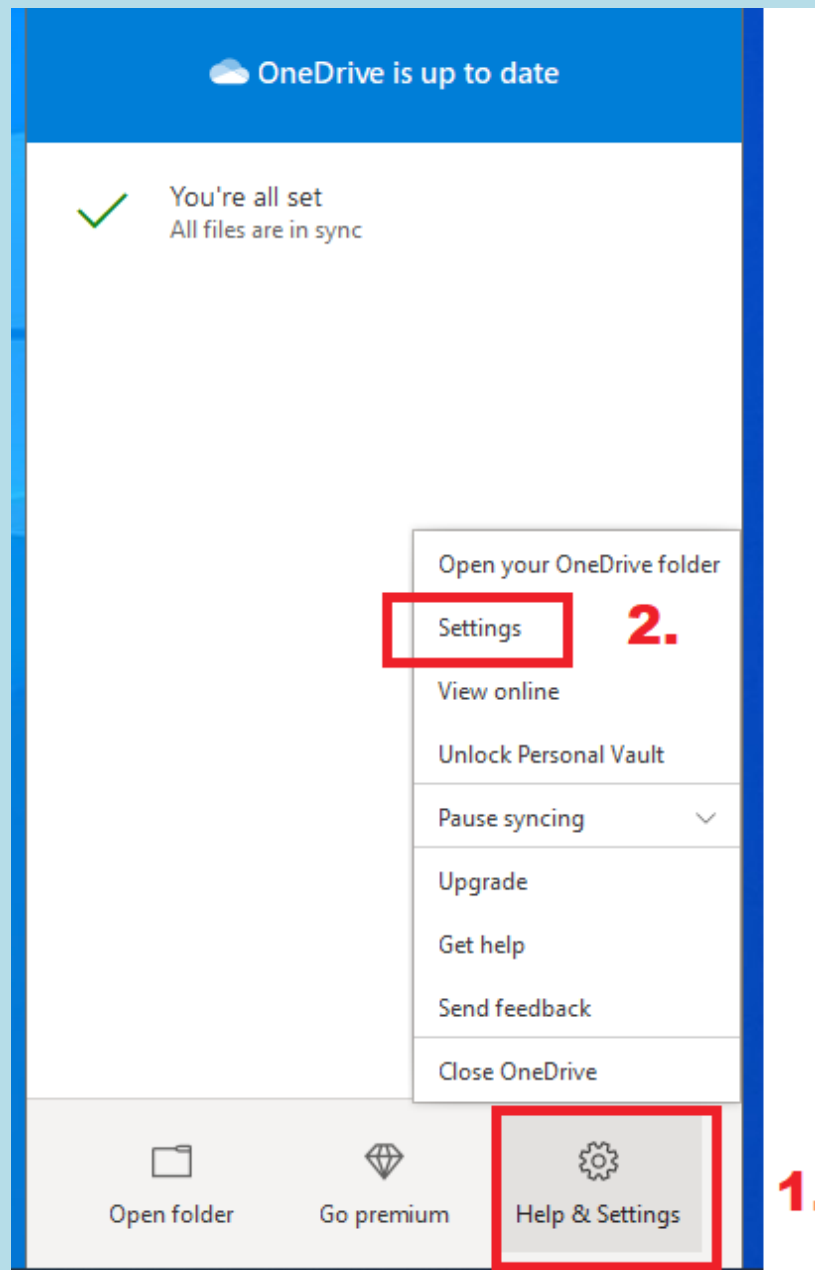 OneDrive is up to date
You're all set
All files are in sync
Open your OneDrive folder
Settings
2.
View online
Unlock Personal Vault
Pause syncing
Upgrade
Get help
Send feedback
Close OneDrive
Open folder
Go premium
Help & Settings
1.